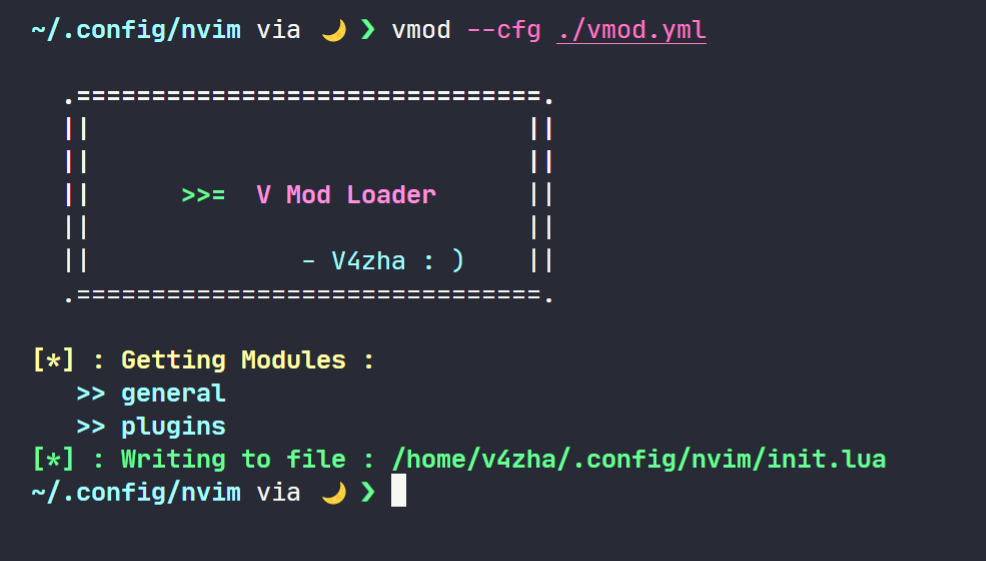 ~/.config/nvim via 🌙 ❯ vmod --cfg ./vmod.yml
.===============================.
|| ||
|| ||
|| >>= V Mod Loader ||
|| ||
|| - V4zha : ) ||
.===============================.
[*] : Getting Modules :
>> general
>> plugins
[*] : Writing to file : /home/v4zha/.config/nvim/init.lua
~/.config/nvim via 🌙 ❯